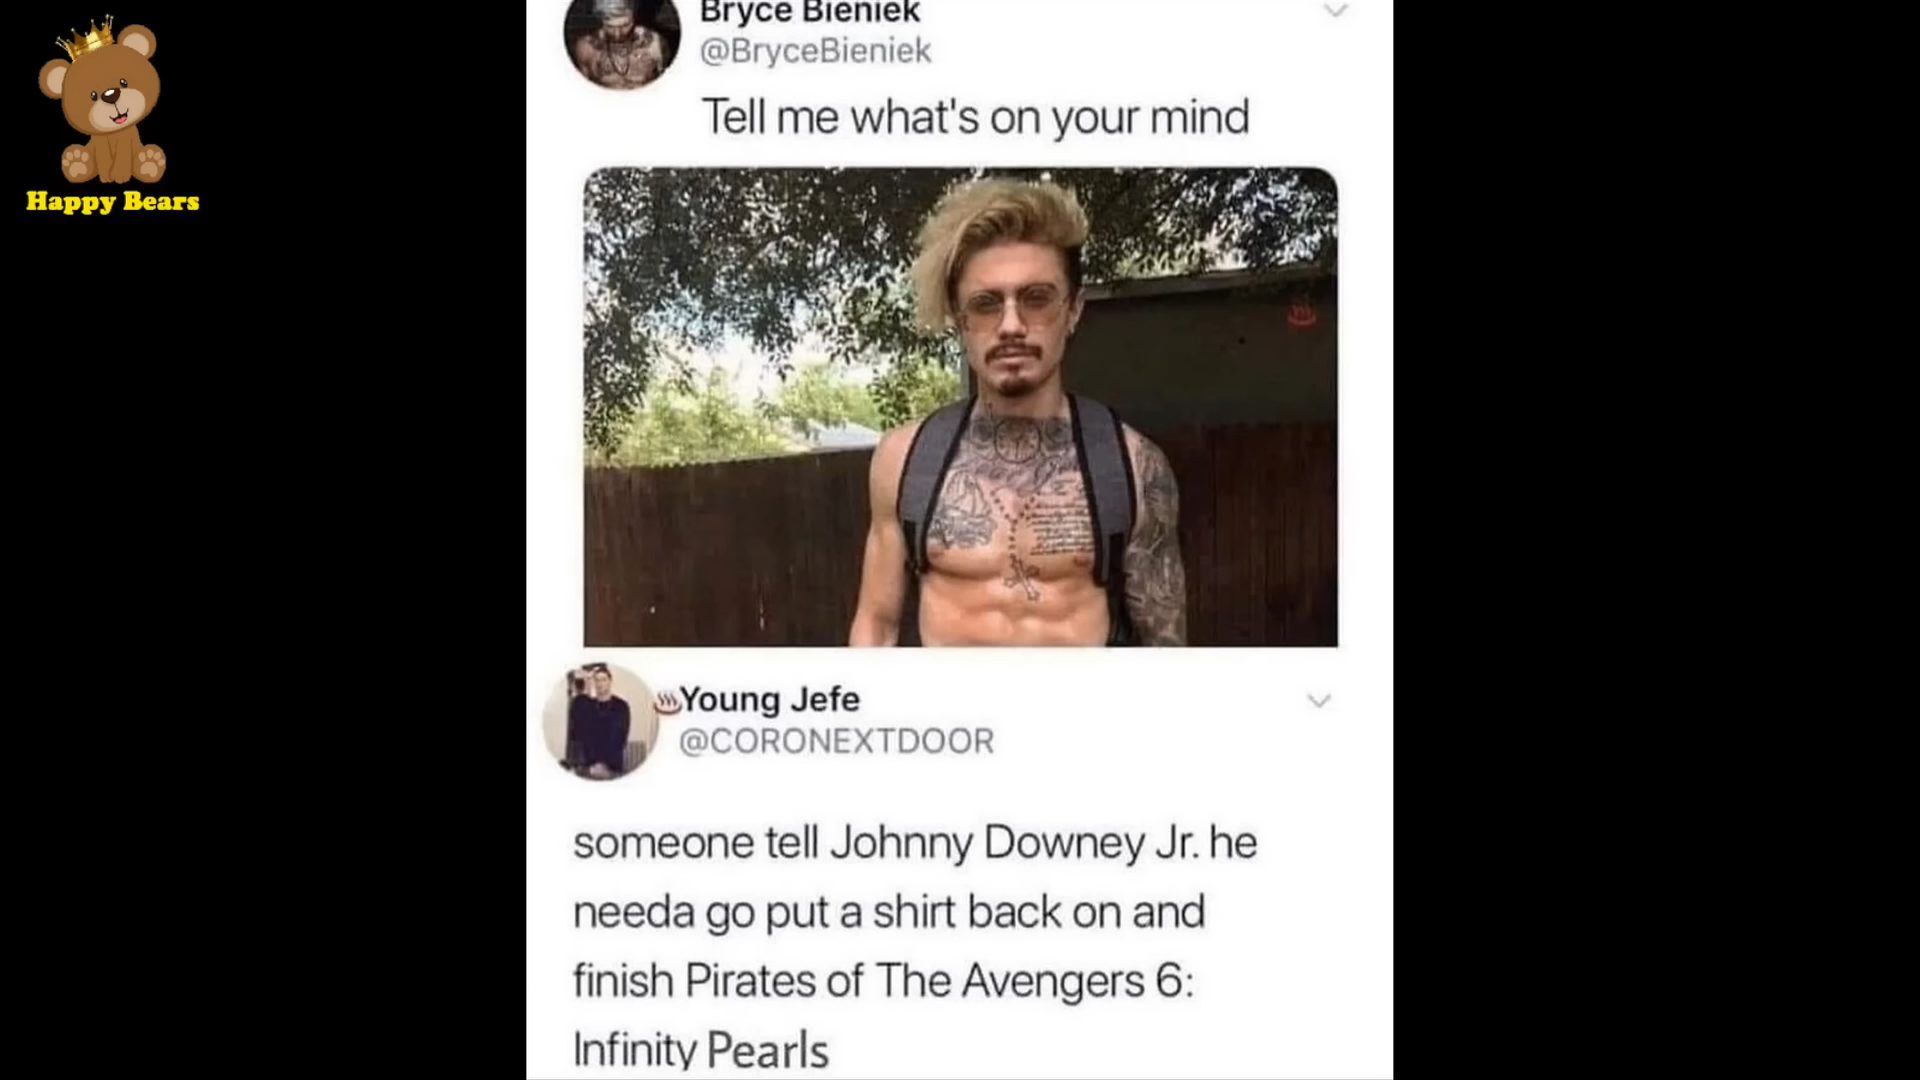 Happy Bears
Bryce Bieniek
@BryceBieniek
Tell me what's on your mind
Young Jefe
@CORONEXTDOOR
someone tell Johnny Downey Jr. he
needa go put a shirt back on and
finish Pirates of The Avengers 6:
Infinity Pearls